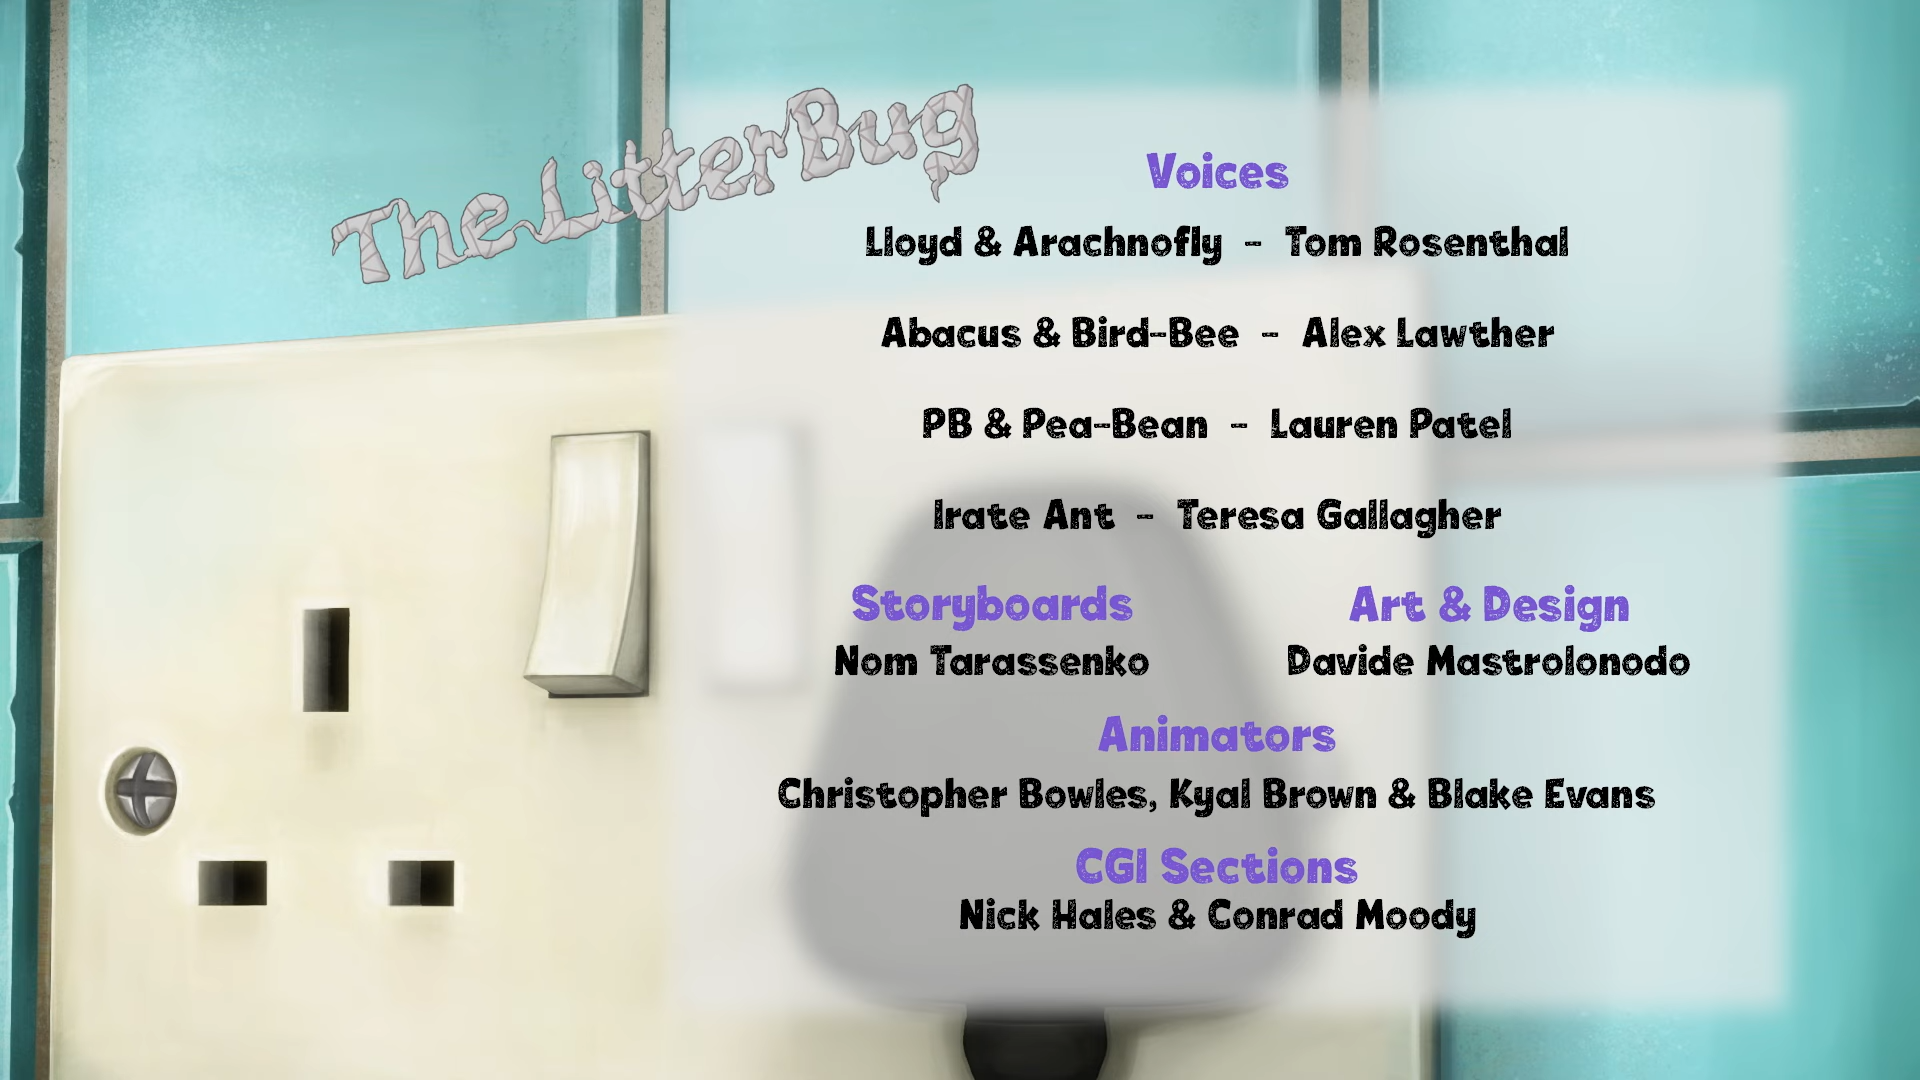 The Litter Bug
Voices
Lloyd & Arachnofly - Tom Rosenthal
Abacus & Bird-Bee - Alex Lawther
PB & Pea-Bean - Lauren Patel
Irate Ant - Teresa Gallagher
Storyboards
Nom Tarassenko
Art & Design
Davide Mastrolonodo
Animators
Christopher Bowles, Kyal Brown & Blake Evans
CGI Sections
Nick Hales & Conrad Moody